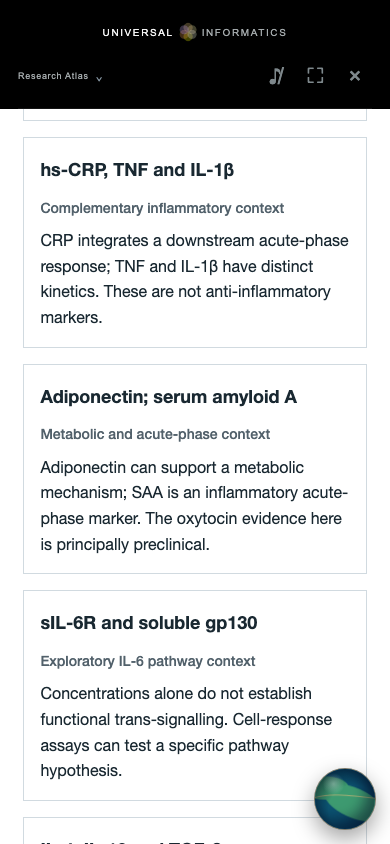 UNIVERSAL INFORMATICS
Research Atlas
hs-CRP, TNF and IL-1β
Complementary inflammatory context
CRP integrates a downstream acute-phase
response; TNF and IL-1β have distinct
kinetics. These are not anti-inflammatory
markers.
Adiponectin; serum amyloid A
Metabolic and acute-phase context
Adiponectin can support a metabolic
mechanism; SAA is an inflammatory acute-
phase marker. The oxytocin evidence here
is principally preclinical.
sIL-6R and soluble gp130
Exploratory IL-6 pathway context
Concentrations alone do not establish
functional trans-signalling. Cell-response
assays can test a specific pathway
hypothesis.